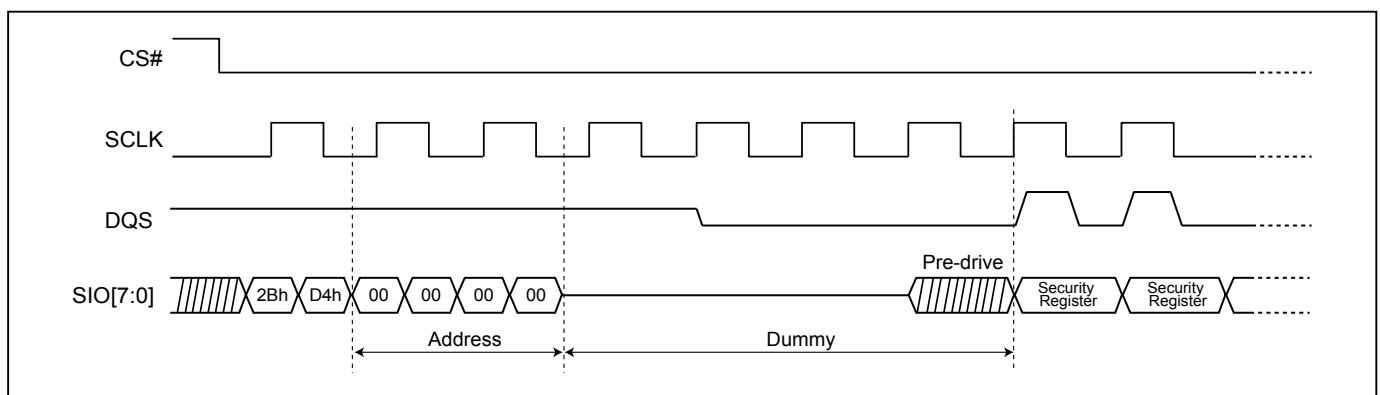 CS#
SCLK
DQS
Pre-drive
SIO[7:0]
2Bh D4h 00 00 00 00
Security
Register
Security
Register
Address
Dummy